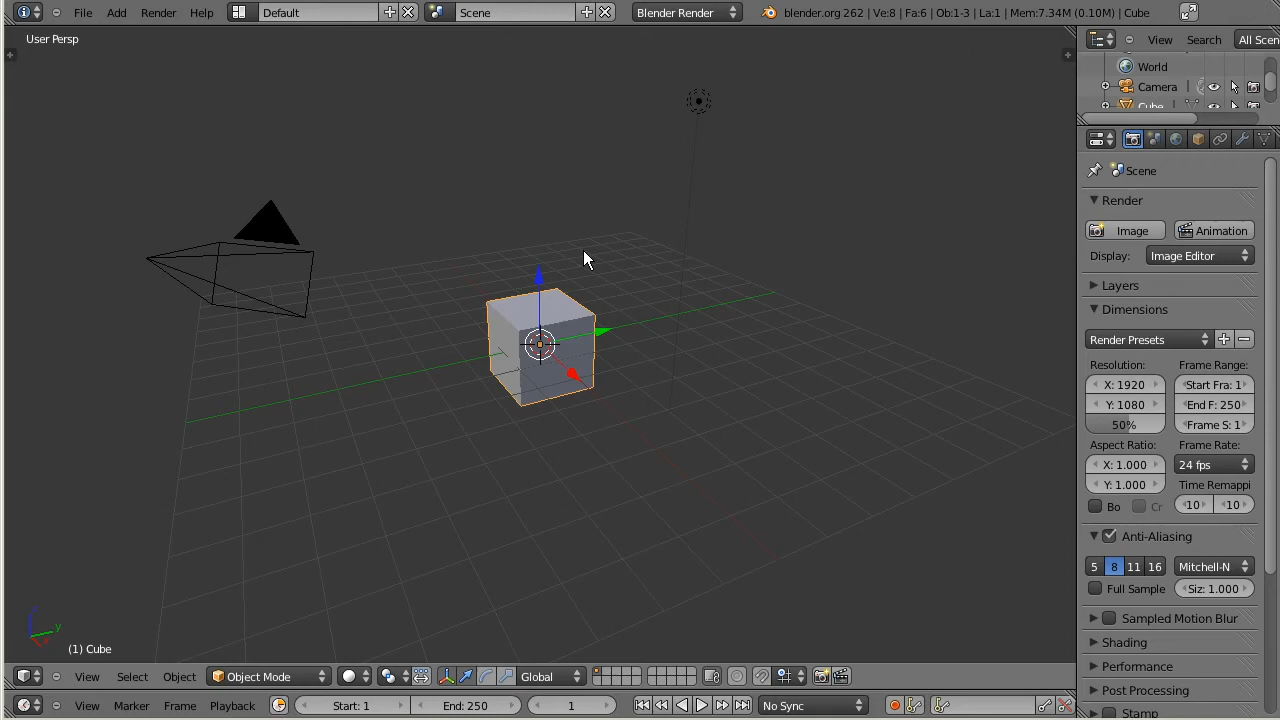 File Add Render Help Default Scene Blender Render blender.org 262 | Ve:8 | Fa:6 | Ob:1-3 | La:1 | Mem:7.34M (0.10M) | Cube
User Persp
View Search All Scen
World
Camera
Cube
Scene
Render
Image Animation
Display: Image Editor
Layers
Dimensions
Render Presets
Resolution: Frame Range:
X: 1920 Start Fra: 1
Y: 1080 End F: 250
50% Frame S: 1
Aspect Ratio: Frame Rate:
X: 1.000 24 fps
Y: 1.000 Time Remappi
Bo Cr 10 10
Anti-Aliasing
5 8 11 16 Mitchell-N
Full Sample Siz: 1.000
Sampled Motion Blur
Shading
Performance
Post Processing
Stamp
y
(1) Cube
View Select Object Object Mode Global
View Marker Frame Playback Start: 1 End: 250 1 No Sync